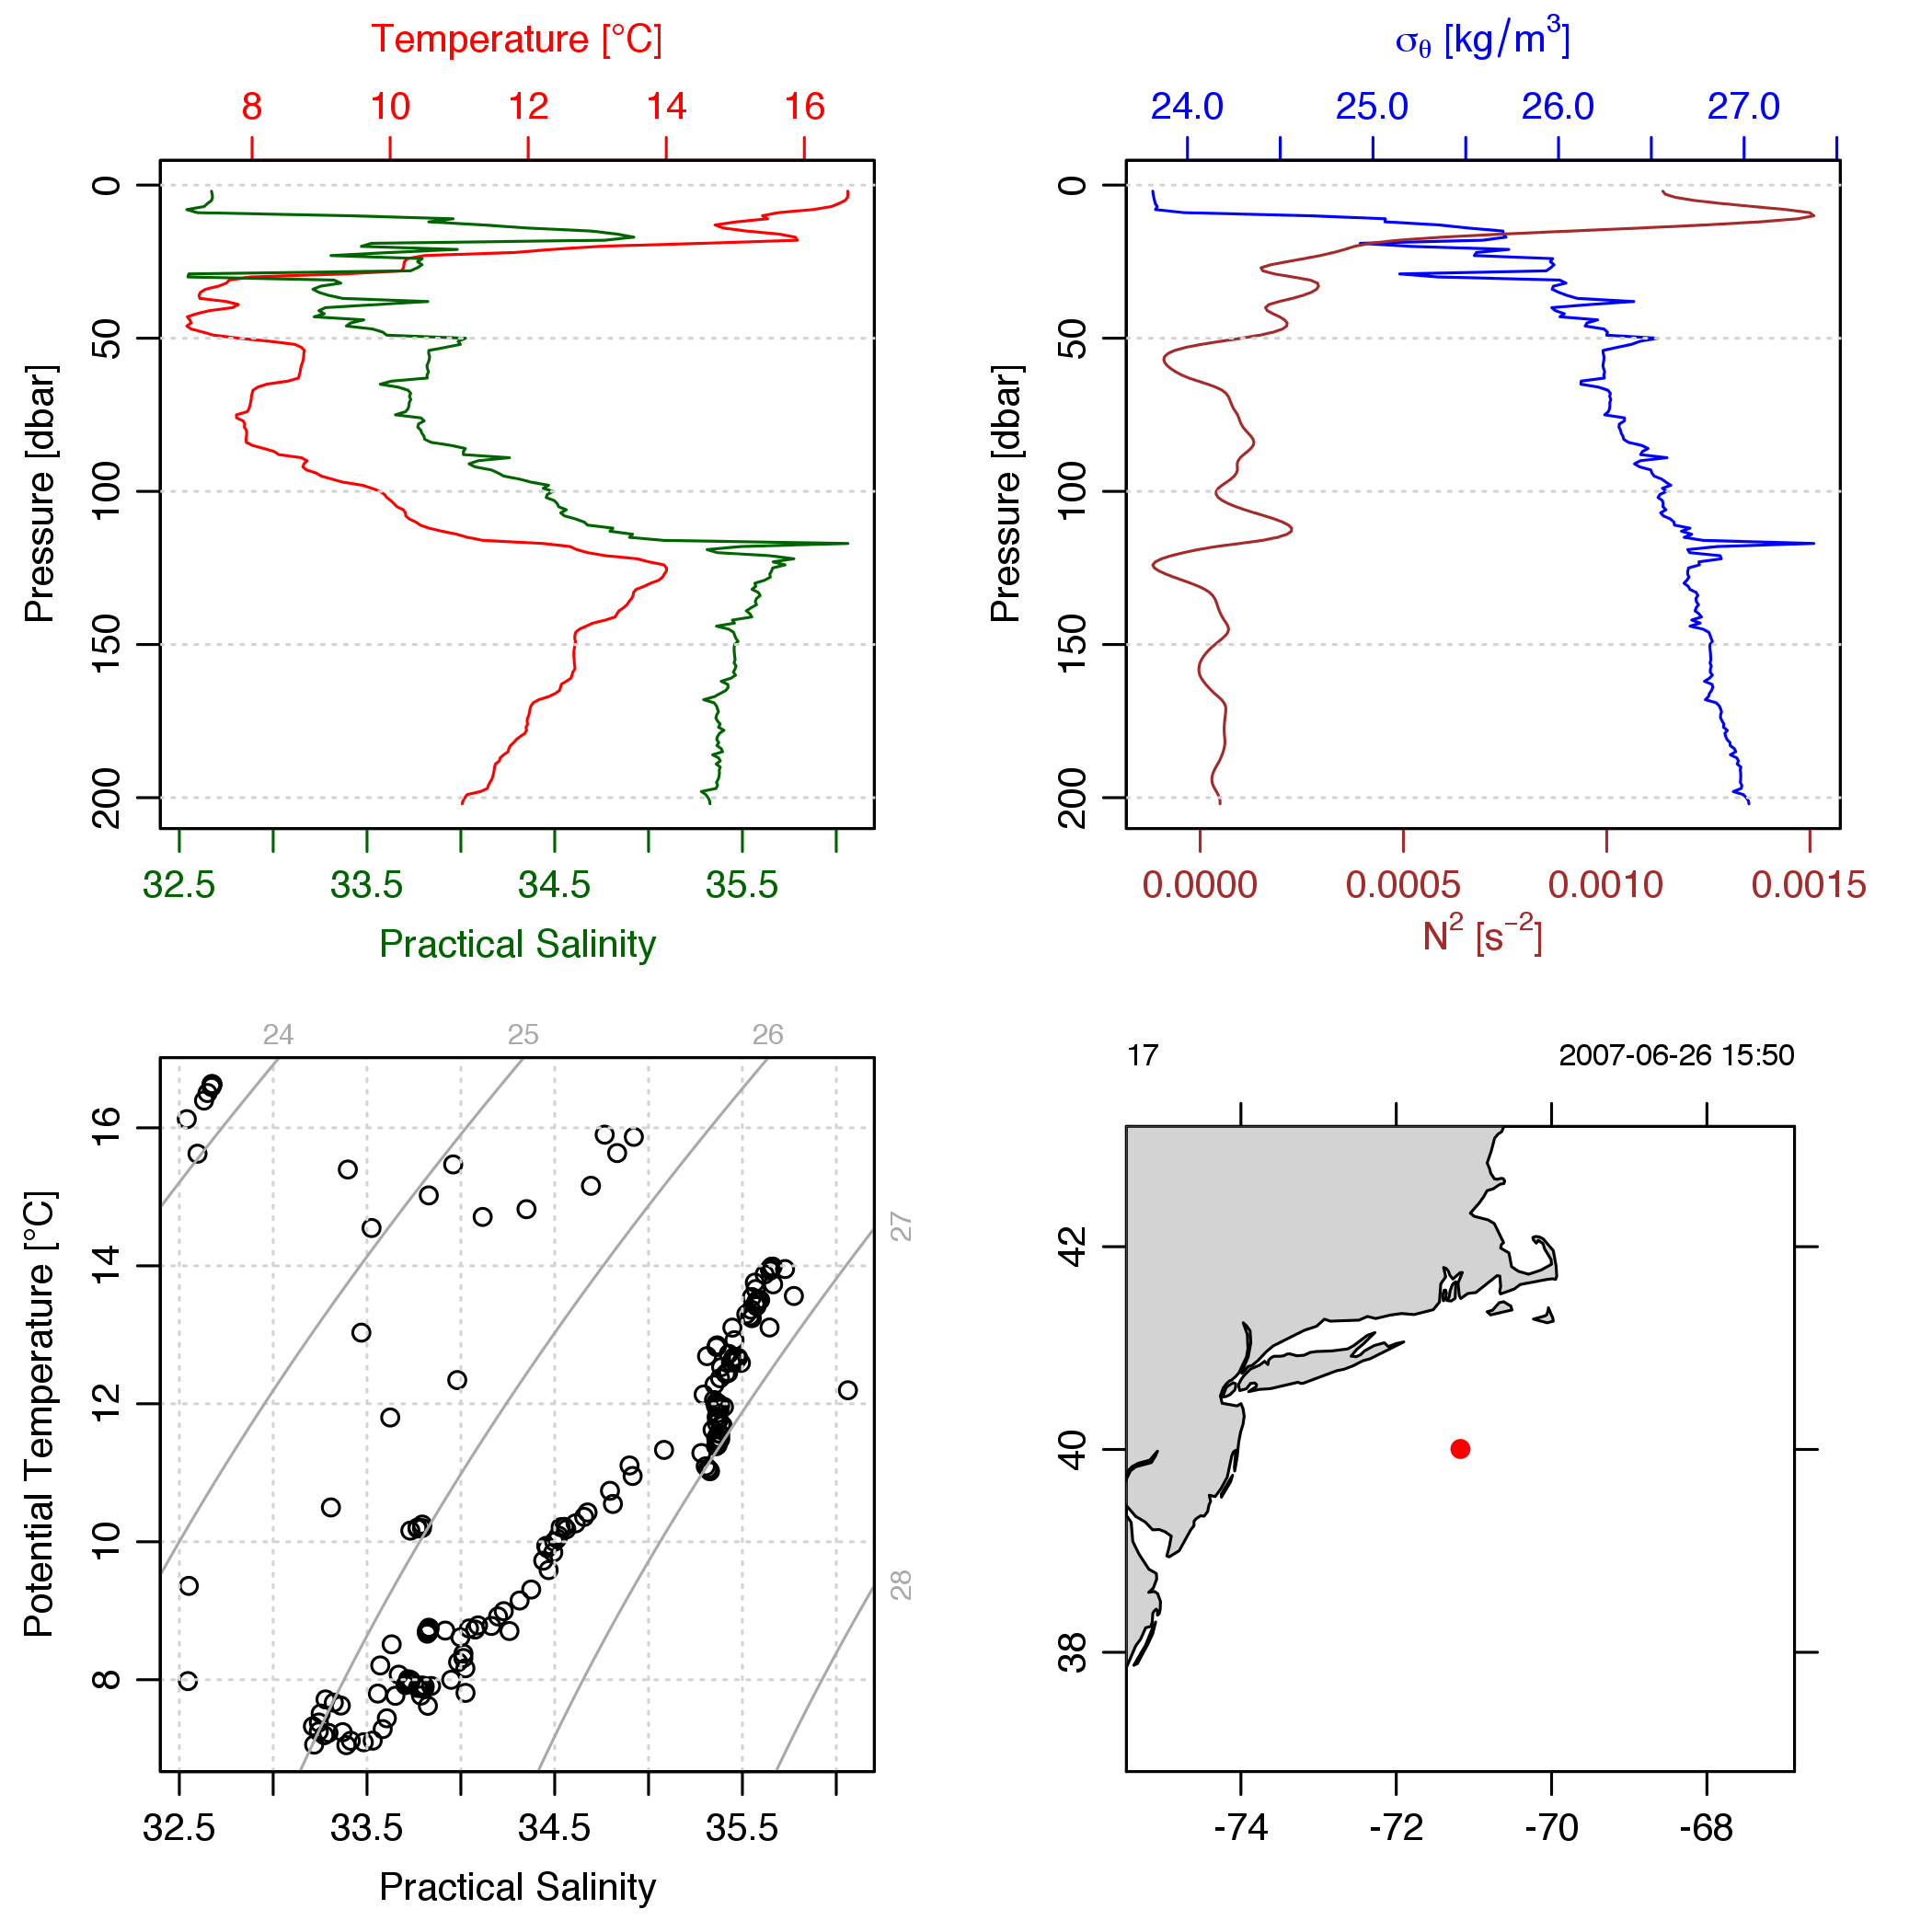 Temperature [°C]
8 10 12 14 16
0
50
100
150
200
Pressure [dbar]
32.5 33.5 34.5 35.5
Practical Salinity
σθ [kg/m³]
24.0 25.0 26.0 27.0
0
50
100
150
200
Pressure [dbar]
0.0000 0.0005 0.0010 0.0015
N² [s⁻²]
24 25 26
27
28
16
14
12
10
8
Potential Temperature [°C]
32.5 33.5 34.5 35.5
Practical Salinity
17 2007-06-26 15:50
42
40
38
-74 -72 -70 -68